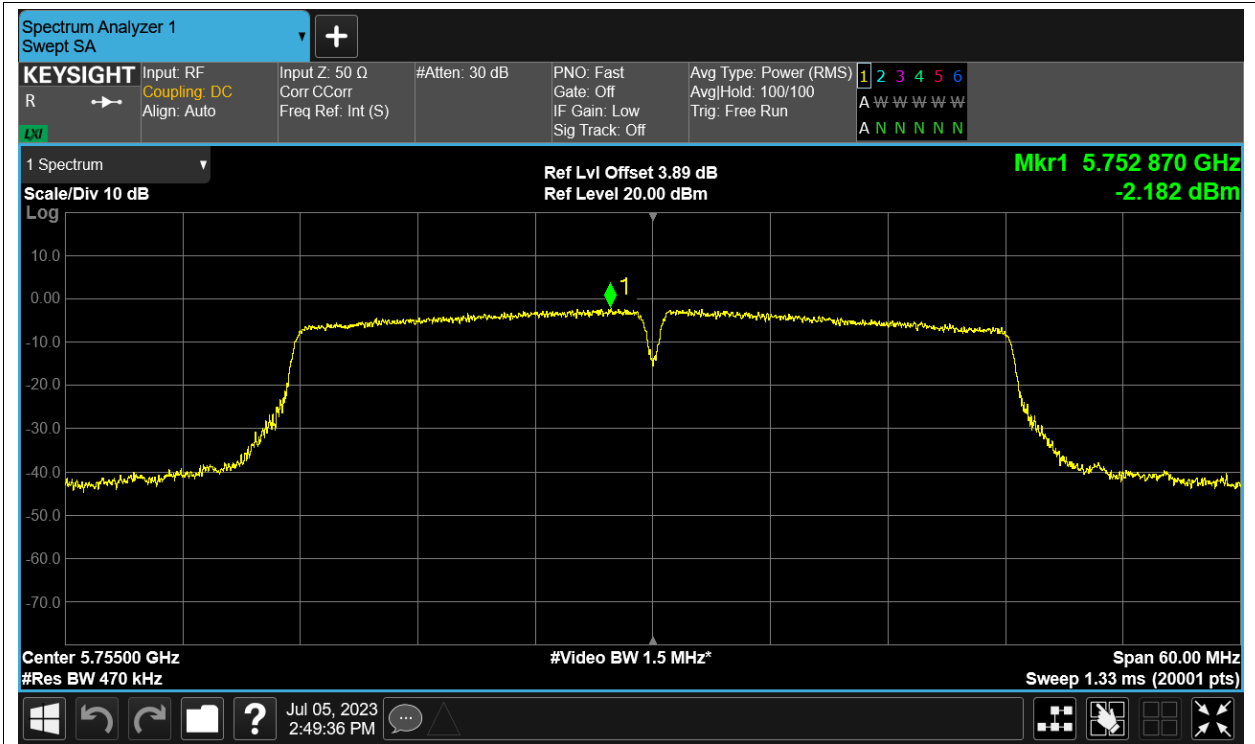 Spectrum Analyzer 1
Swept SA
KEYSIGHT
R
LXI
Input: RF
Coupling: DC
Align: Auto
Input Z: 50 Ω
Corr CCorr
Freq Ref: Int (S)
#Atten: 30 dB
PNO: Fast
Gate: Off
IF Gain: Low
Sig Track: Off
Avg Type: Power (RMS)
Avg|Hold: 100/100
Trig: Free Run
1 2 3 4 5 6
A W W W W W
A N N N N N
1 Spectrum
Scale/Div 10 dB
Log
Ref Lvl Offset 3.89 dB
Ref Level 20.00 dBm
Mkr1 5.752 870 GHz
-2.182 dBm
1
10.0
0.00
-10.0
-20.0
-30.0
-40.0
-50.0
-60.0
-70.0
Center 5.75500 GHz
#Res BW 470 kHz
#Video BW 1.5 MHz*
Span 60.00 MHz
Sweep 1.33 ms (20001 pts)
?
Jul 05, 2023
2:49:36 PM